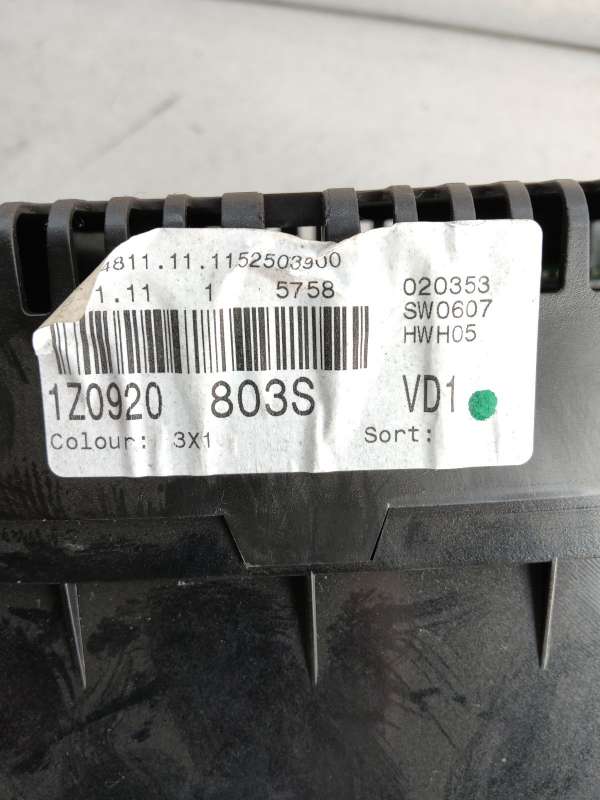 4811.11.1152503900
1.11 1 5758 020353
SW0607
HWH05
1Z0920 803S VD1
Colour: 3X1 Sort: